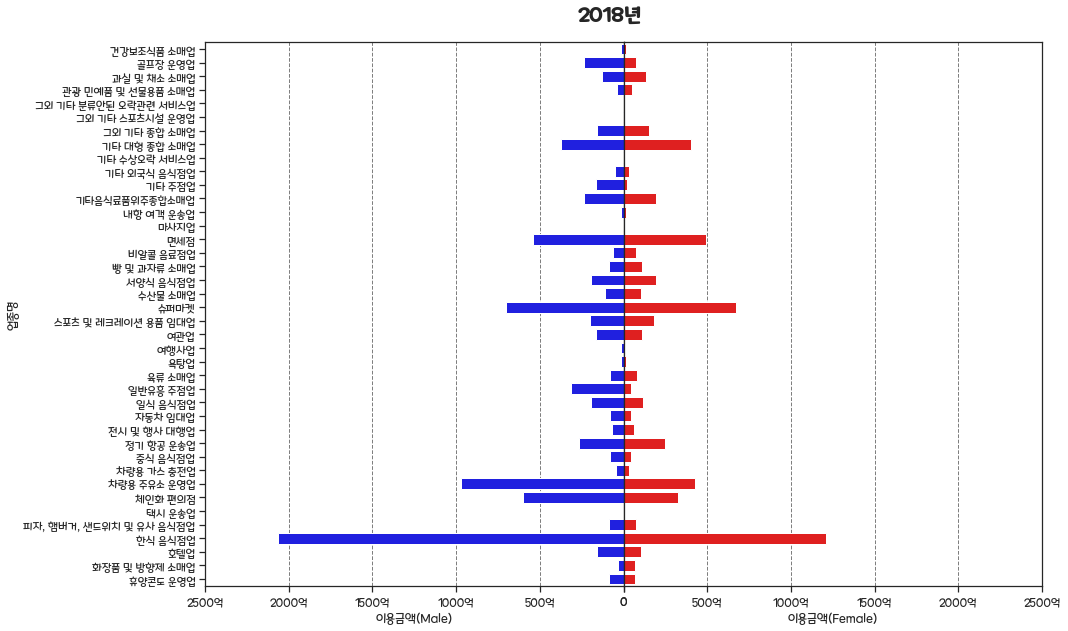 2018년
건강보조식품 소매업
골프장 운영업
과실 및 채소 소매업
관광 민예품 및 선물용품 소매업
그외 기타 분류안된 오락관련 서비스업
그외 기타 스포츠시설 운영업
그외 기타 종합 소매업
기타 대형 종합 소매업
기타 수상오락 서비스업
기타 외국식 음식점업
기타 주점업
기타음식료품위주종합소매업
내항 여객 운송업
마사지업
면세점
비알콜 음료점업
빵 및 과자류 소매업
서양식 음식점업
수산물 소매업
슈퍼마켓
스포츠 및 레크레이션 용품 임대업
여관업
여행사업
욕탕업
육류 소매업
일반유흥 주점업
일식 음식점업
자동차 임대업
전시 및 행사 대행업
정기 항공 운송업
중식 음식점업
차량용 가스 충전업
차량용 주유소 운영업
체인화 편의점
택시 운송업
피자, 햄버거, 샌드위치 및 유사 음식점업
한식 음식점업
호텔업
화장품 및 방향제 소매업
휴양콘도 운영업
업종명
2500억 2000억 1500억 1000억 500억 0 500억 1000억 1500억 2000억 2500억
이용금액(Male) 이용금액(Female)